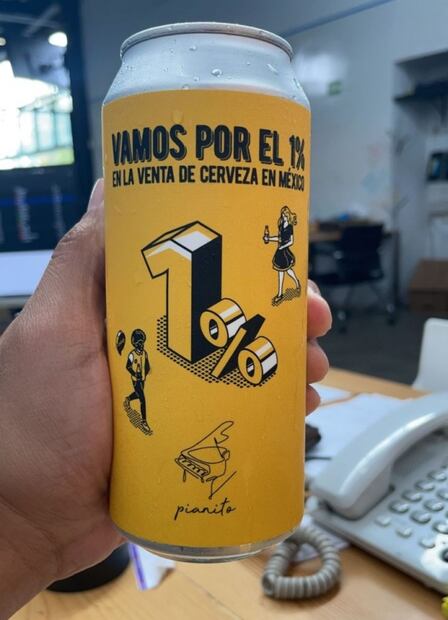 VAMOS POR EL 1%
EN LA VENTA DE CERVEZA EN MÉXICO
1%
pianito